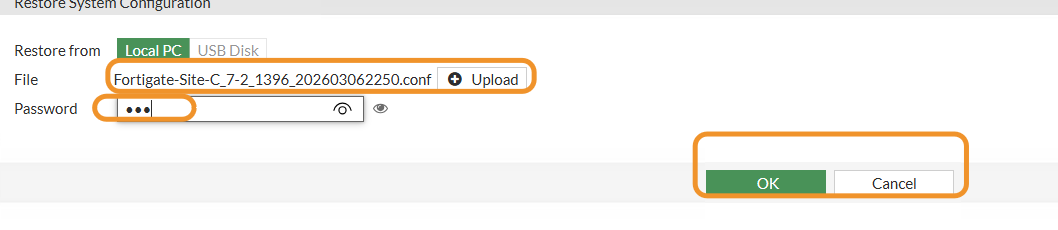 Restore System Configuration
Restore from Local PC USB Disk
File Fortigate-Site-C_7-2_1396_202603062250.conf Upload
Password •••
OK Cancel